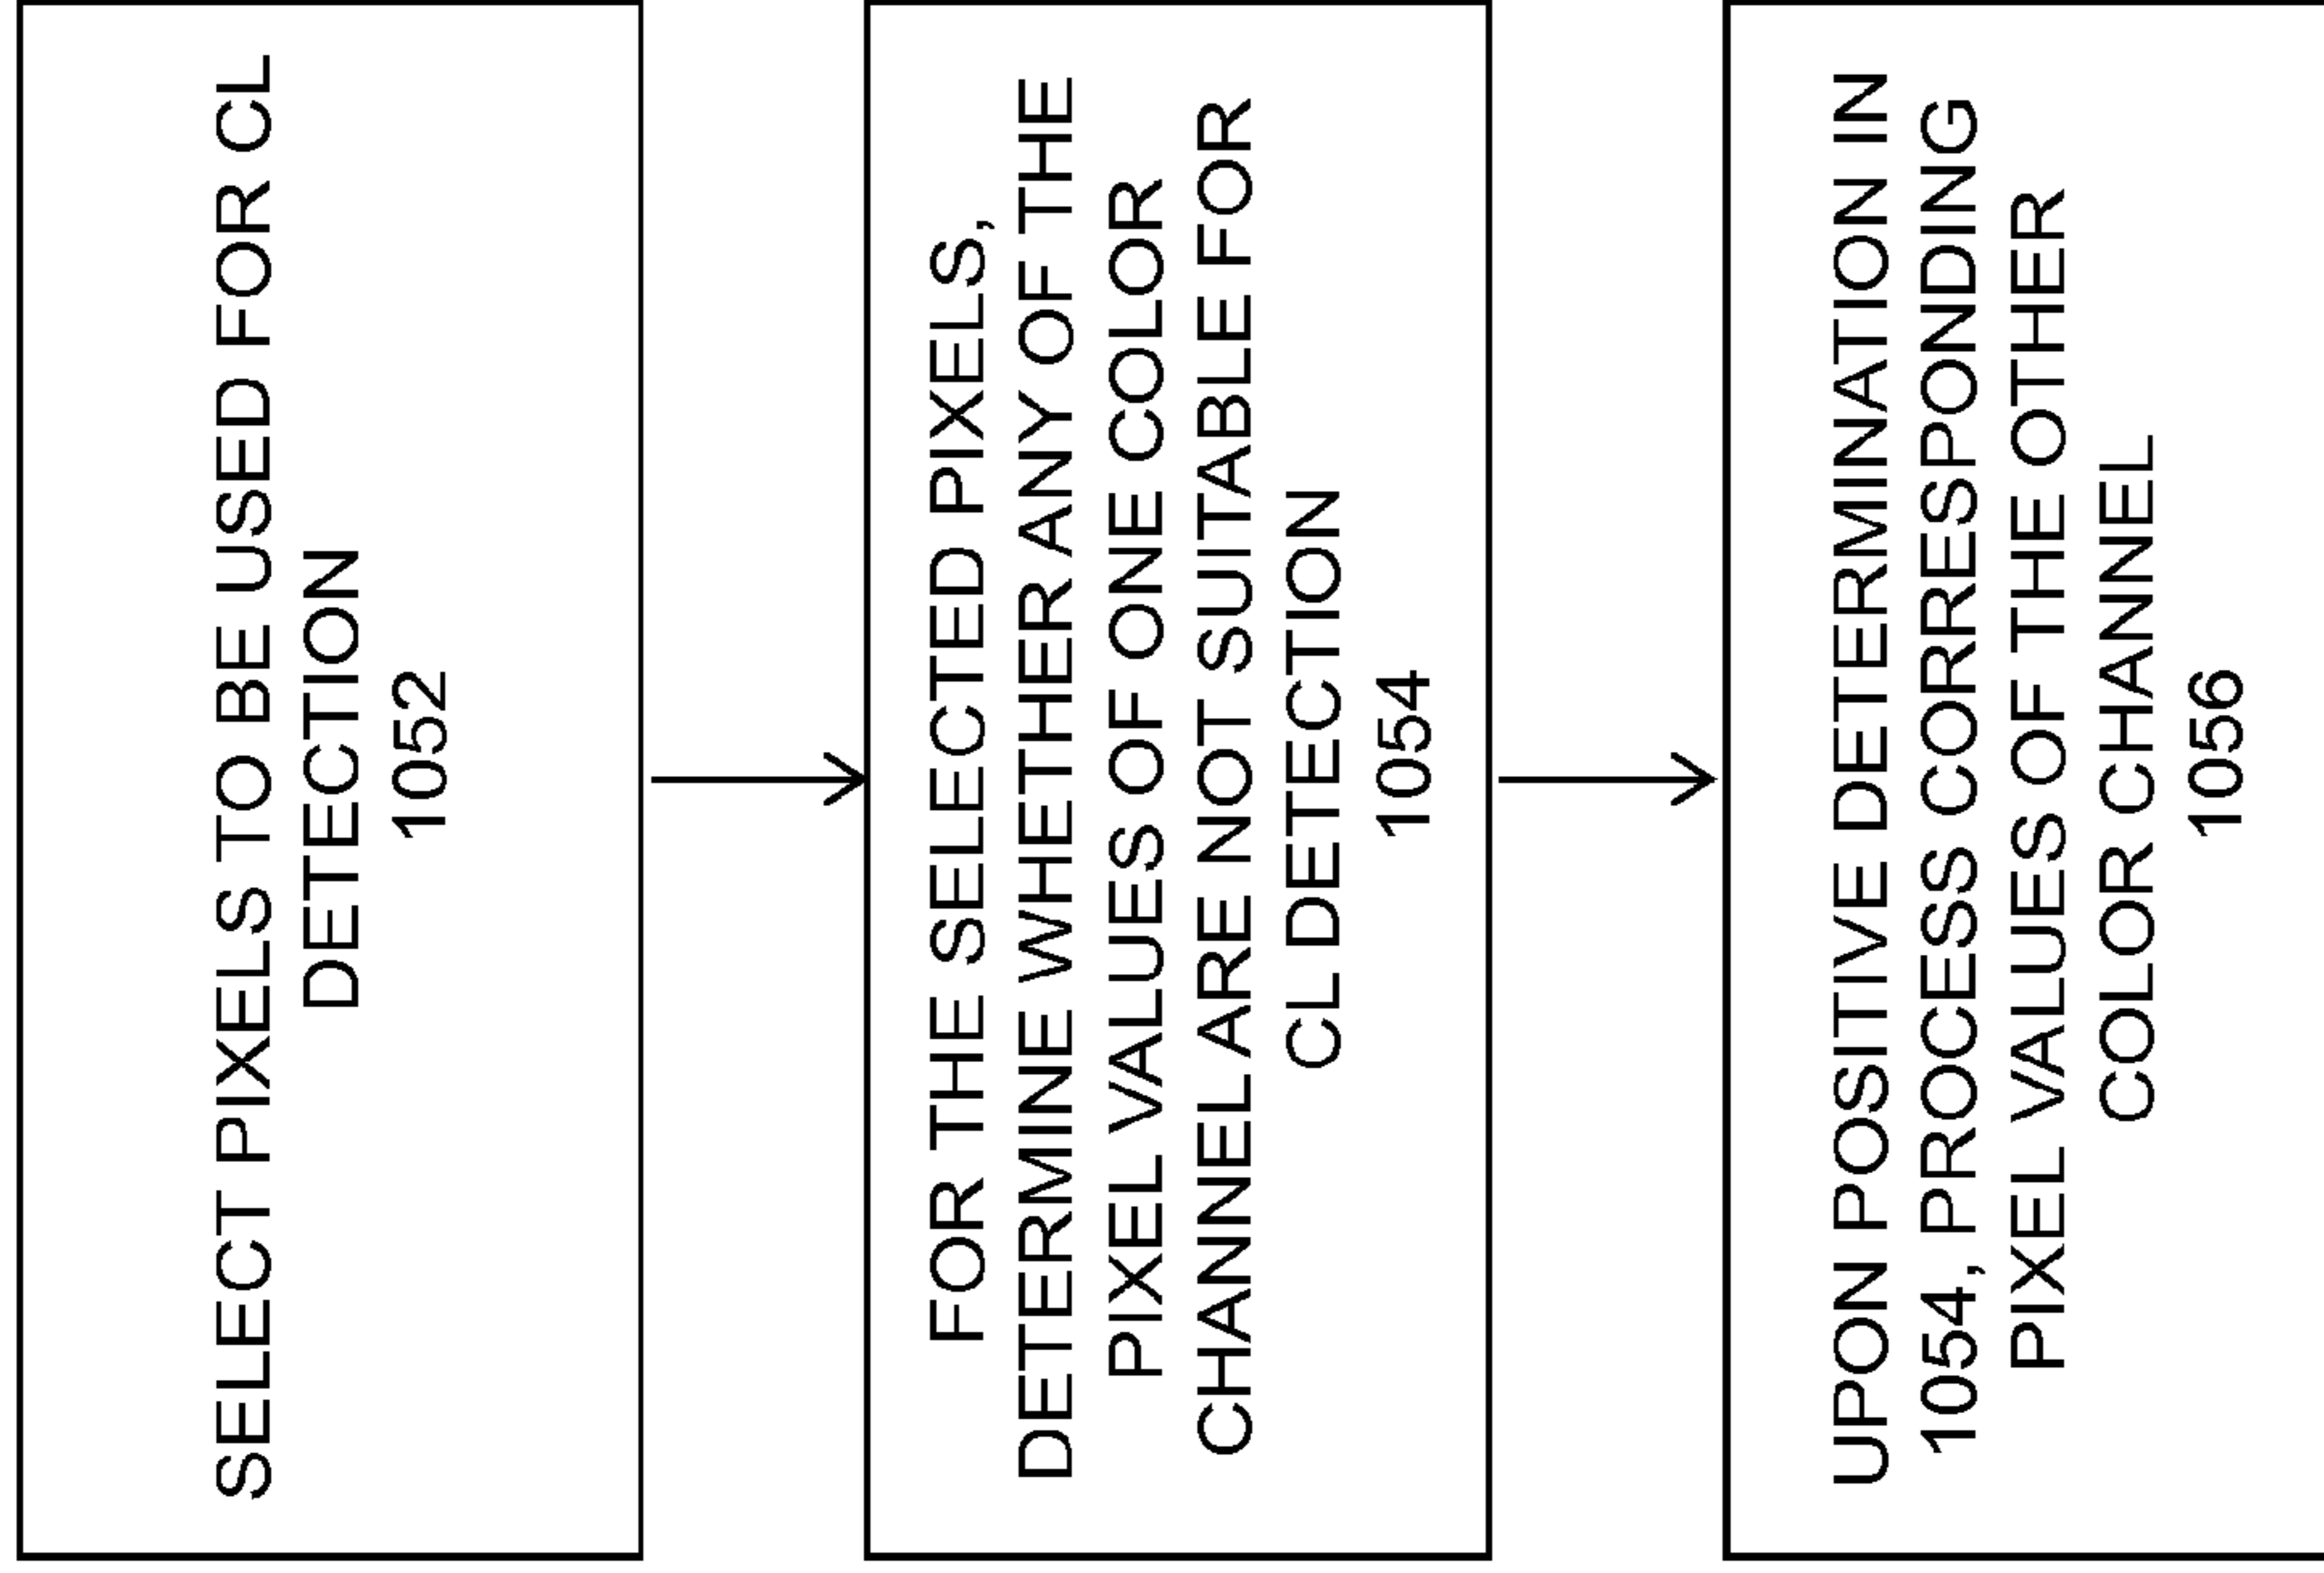 SELECT PIXELS TO BE USED FOR CL
DETECTION
1052
FOR THE SELECTED PIXELS,
DETERMINE WHETHER ANY OF THE
PIXEL VALUES OF ONE COLOR
CHANNEL ARE NOT SUITABLE FOR
CL DETECTION
1054
UPON POSITIVE DETERMINATION IN
1054, PROCESS CORRESPONDING
PIXEL VALUES OF THE OTHER
COLOR CHANNEL
1056